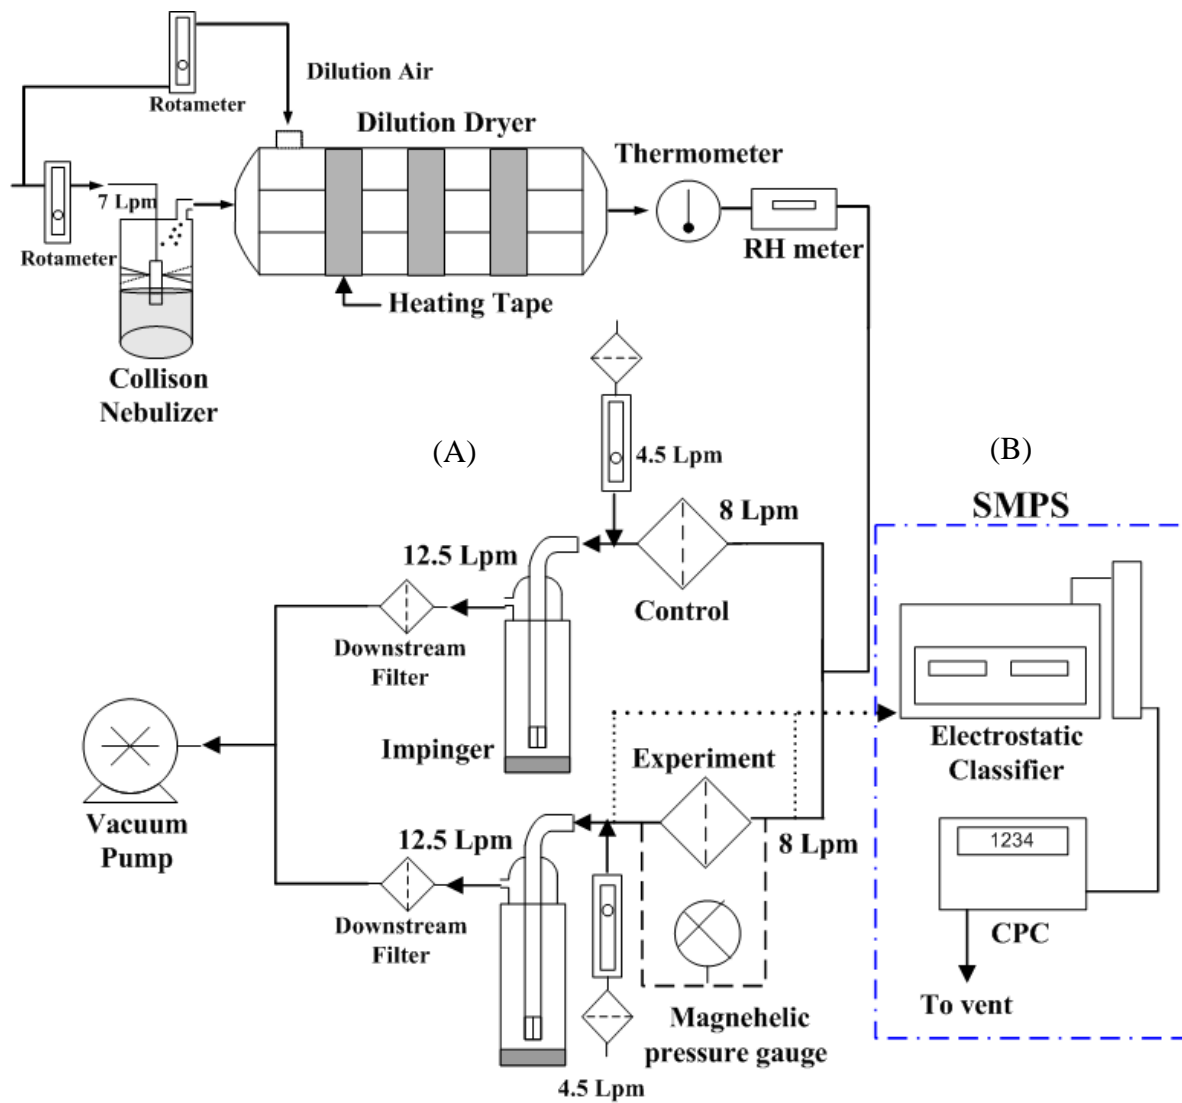 Dilution Air
Rotameter
Dilution Dryer
Thermometer
7 Lpm
Rotameter
RH meter
Heating Tape
Collison
Nebulizer
(A)
4.5 Lpm
(B)
SMPS
8 Lpm
12.5 Lpm
Control
Downstream
Filter
Impinger
Experiment
Electrostatic
Classifier
Vacuum
Pump
12.5 Lpm
8 Lpm
1234
Downstream
Filter
CPC
To vent
Magnehelic
pressure gauge
4.5 Lpm